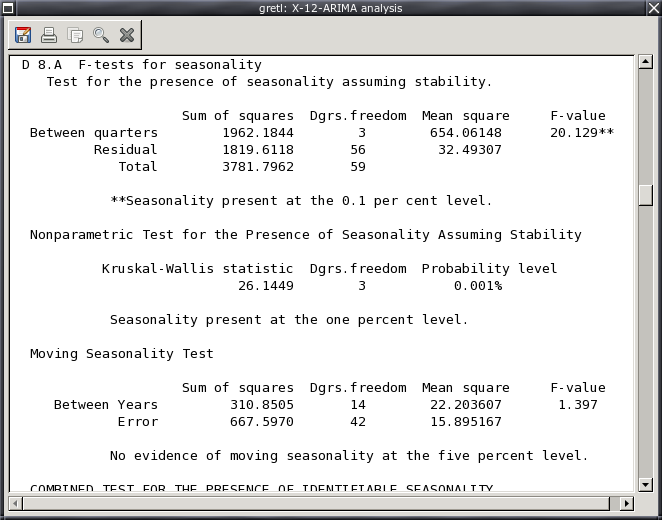 gretl: X-12-ARIMA analysis
D 8.A F-tests for seasonality
Test for the presence of seasonality assuming stability.
Sum of squares Dgrs.freedom Mean square F-value
Between quarters 1962.1844 3 654.06148 20.129**
Residual 1819.6118 56 32.49307
Total 3781.7962 59
**Seasonality present at the 0.1 per cent level.
Nonparametric Test for the Presence of Seasonality Assuming Stability
Kruskal-Wallis statistic Dgrs.freedom Probability level
26.1449 3 0.001%
Seasonality present at the one percent level.
Moving Seasonality Test
Sum of squares Dgrs.freedom Mean square F-value
Between Years 310.8505 14 22.203607 1.397
Error 667.5970 42 15.895167
No evidence of moving seasonality at the five percent level.
COMBINED TEST FOR THE PRESENCE OF IDENTIFIABLE SEASONALITY